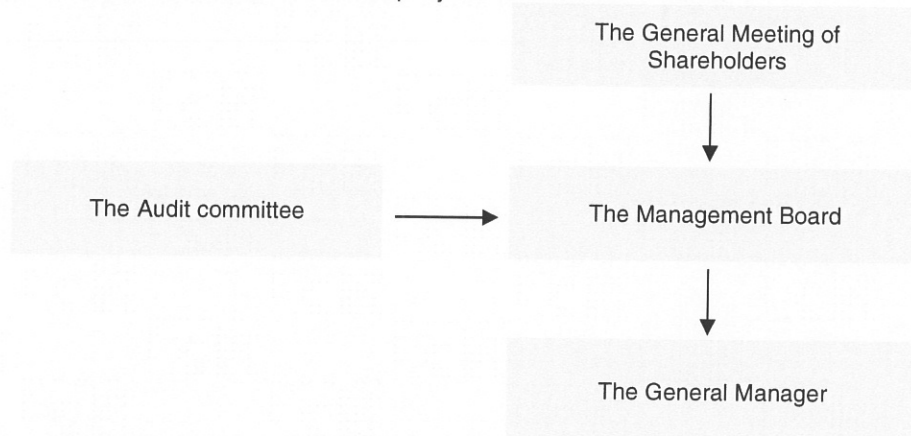 The General Meeting of
Shareholders
The Audit committee
The Management Board
The General Manager